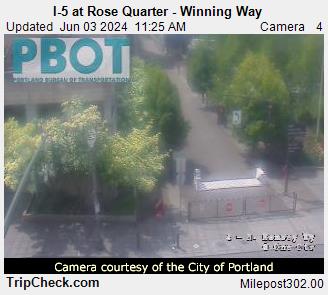 I-5 at Rose Quarter - Winning Way
Updated Jun 03 2024 11:25 AM Camera 4
PBOT
PORTLAND BUREAU OF TRANSPORTATION
Camera courtesy of the City of Portland
TripCheck.com Milepost302.00